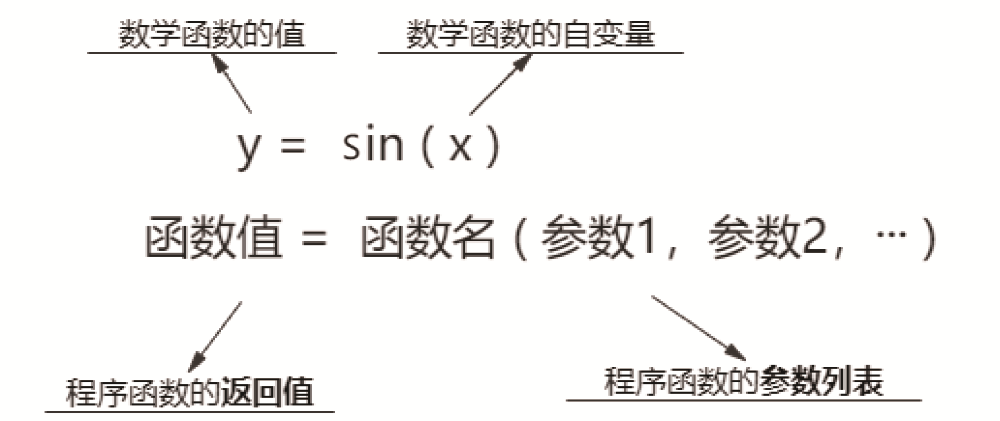 数学函数的值 数学函数的自变量
y = sin ( x )
函数值 = 函数名 ( 参数1, 参数2, … )
程序函数的返回值 程序函数的参数列表